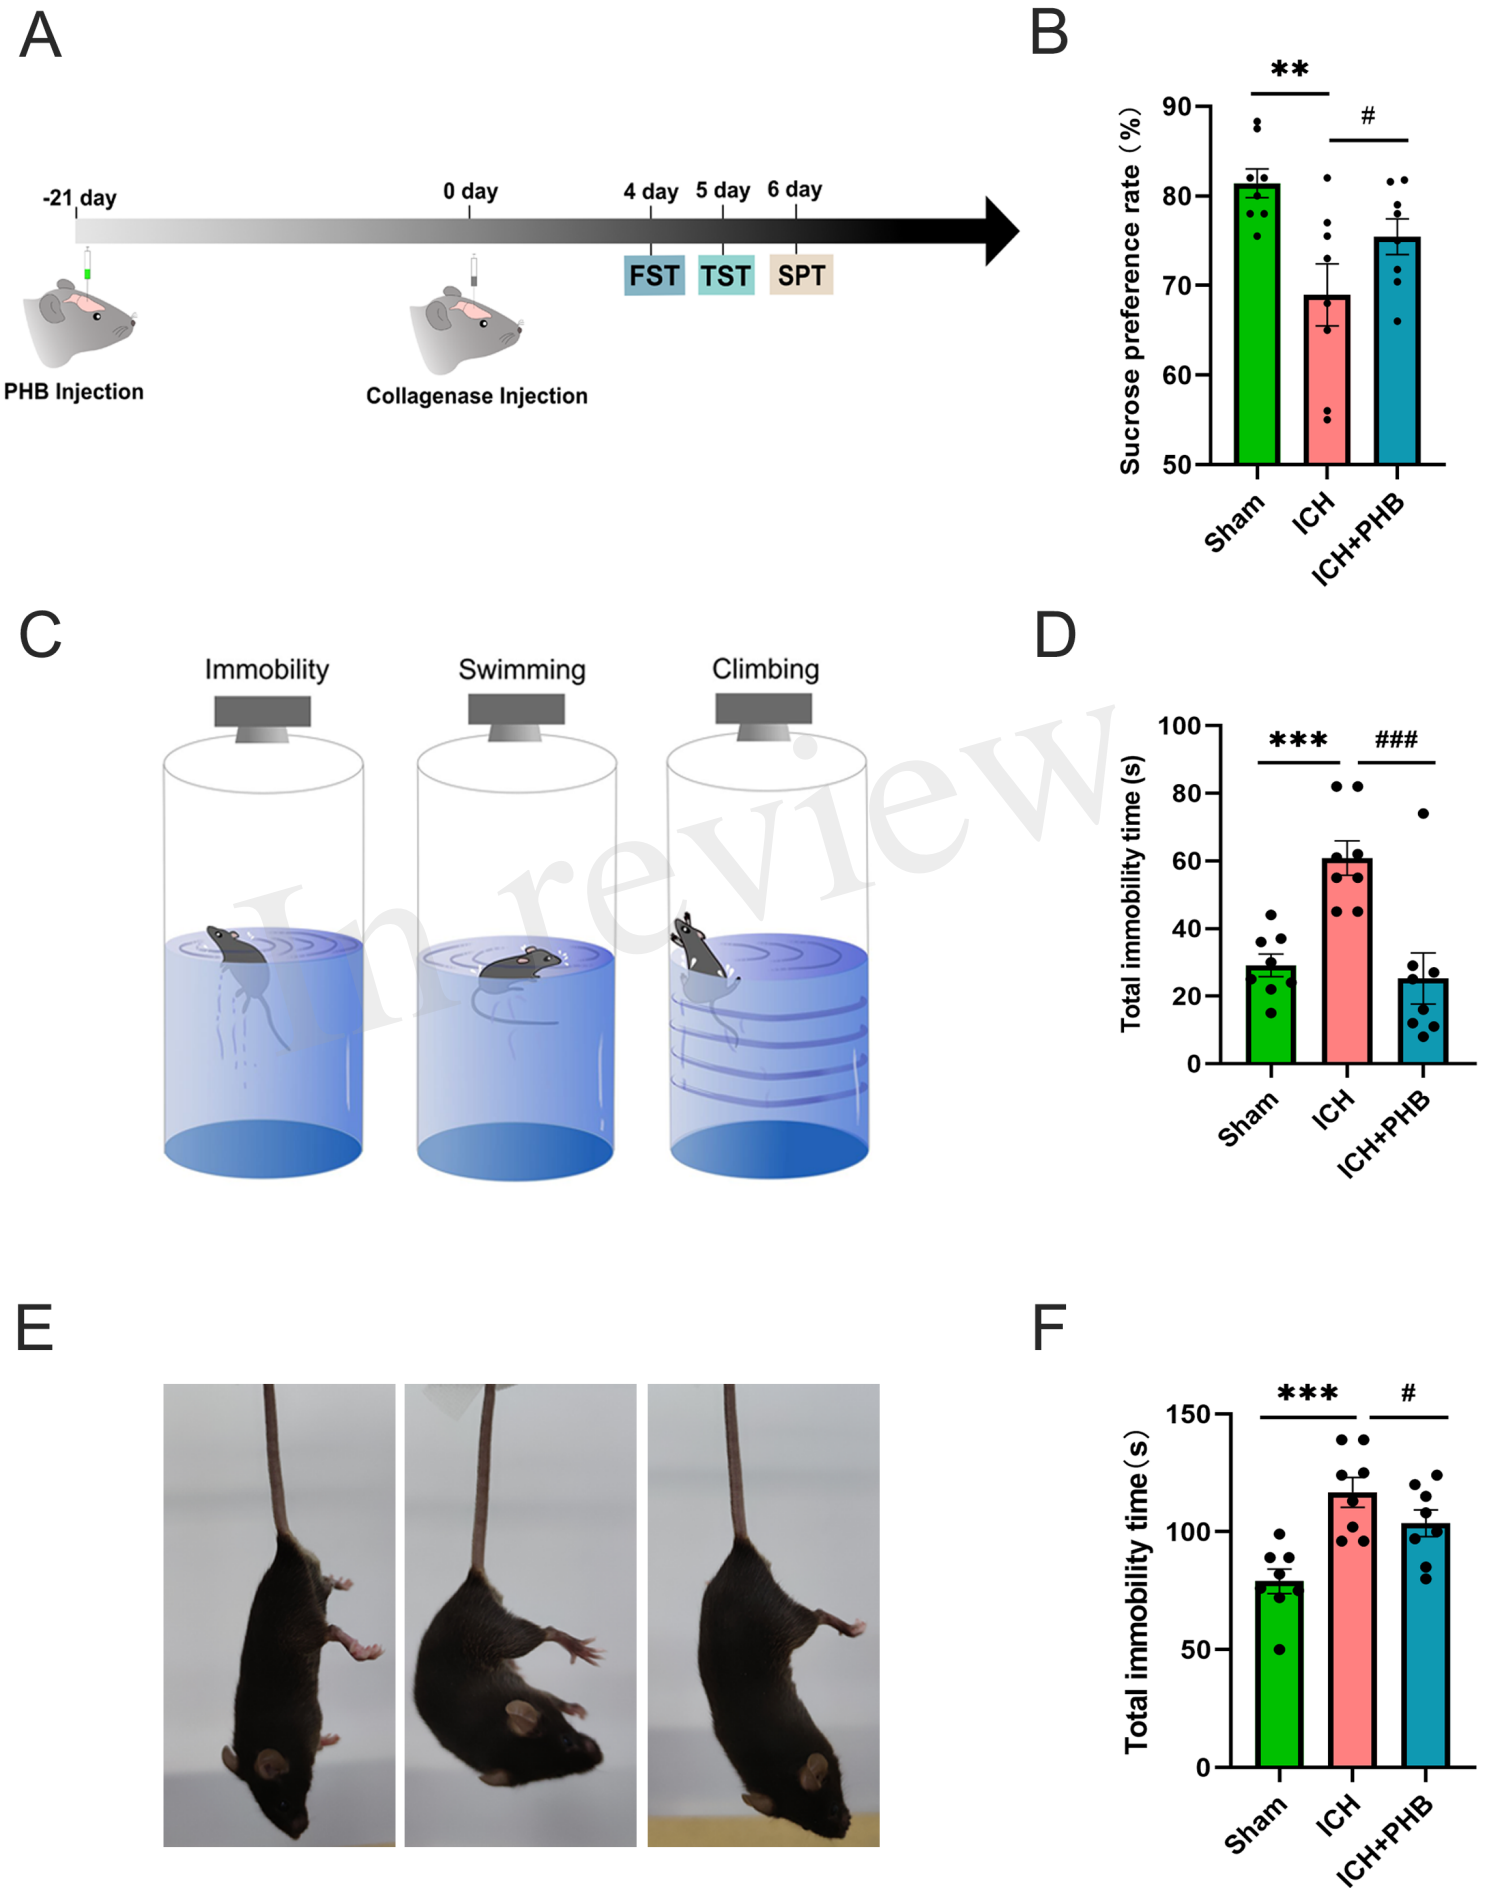 A
-21 day
0 day
4 day
5 day
6 day
FST
TST
SPT
PHB Injection
Collagenase Injection
B
**
#
Sucrose preference rate (%)
90
80
70
60
50
Sham
ICH
ICH+PHB
C
Immobility
Swimming
Climbing
In review
D
***
###
Total immobility time (s)
100
80
60
40
20
0
Sham
ICH
ICH+PHB
E
F
***
#
Total immobility time (s)
150
100
50
0
Sham
ICH
ICH+PHB